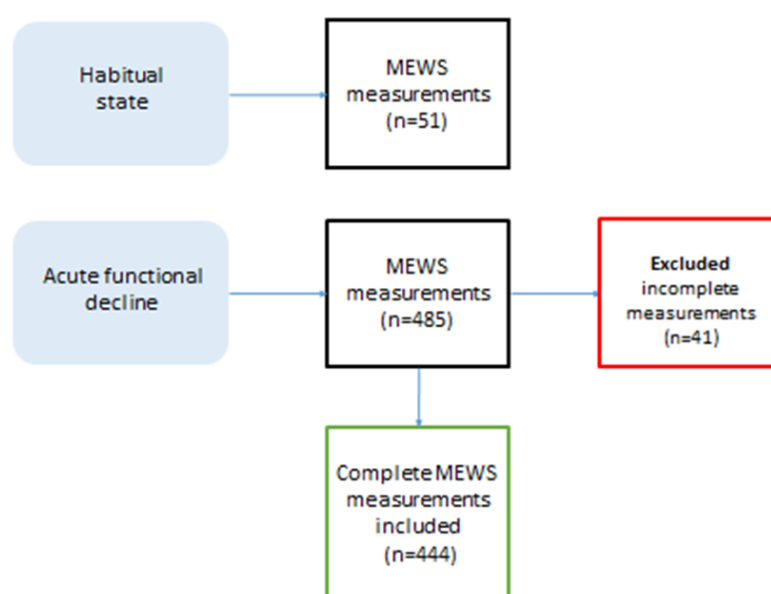 Habitual
state
MEWS
measurements
(n=51)
Acute functional
decline
MEWS
measurements
(n=485)
Excluded
incomplete
measurements
(n=41)
Complete MEWS
measurements
included
(n=444)